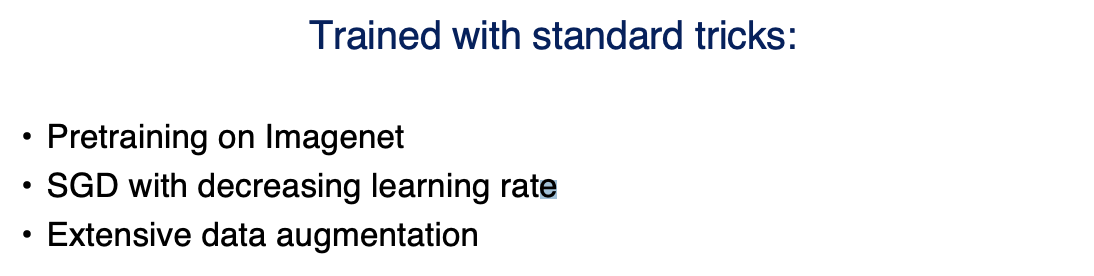 Trained with standard tricks:
• Pretraining on Imagenet
• SGD with decreasing learning rate
• Extensive data augmentation